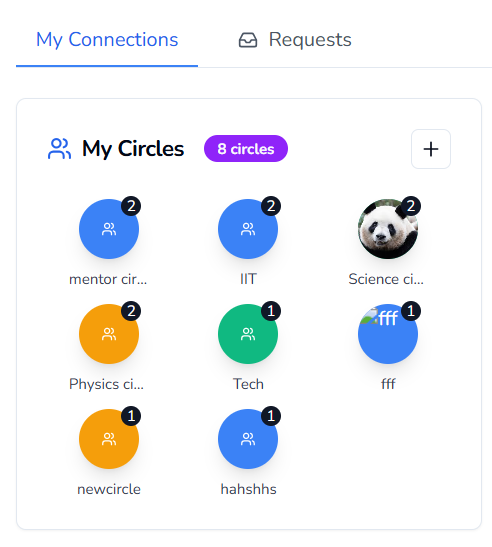 My Connections Requests
My Circles 8 circles
2 2 2
mentor cir... IIT Science ci...
2 1 fff 1
Physics ci... Tech fff
1 1
newcircle hahshhs